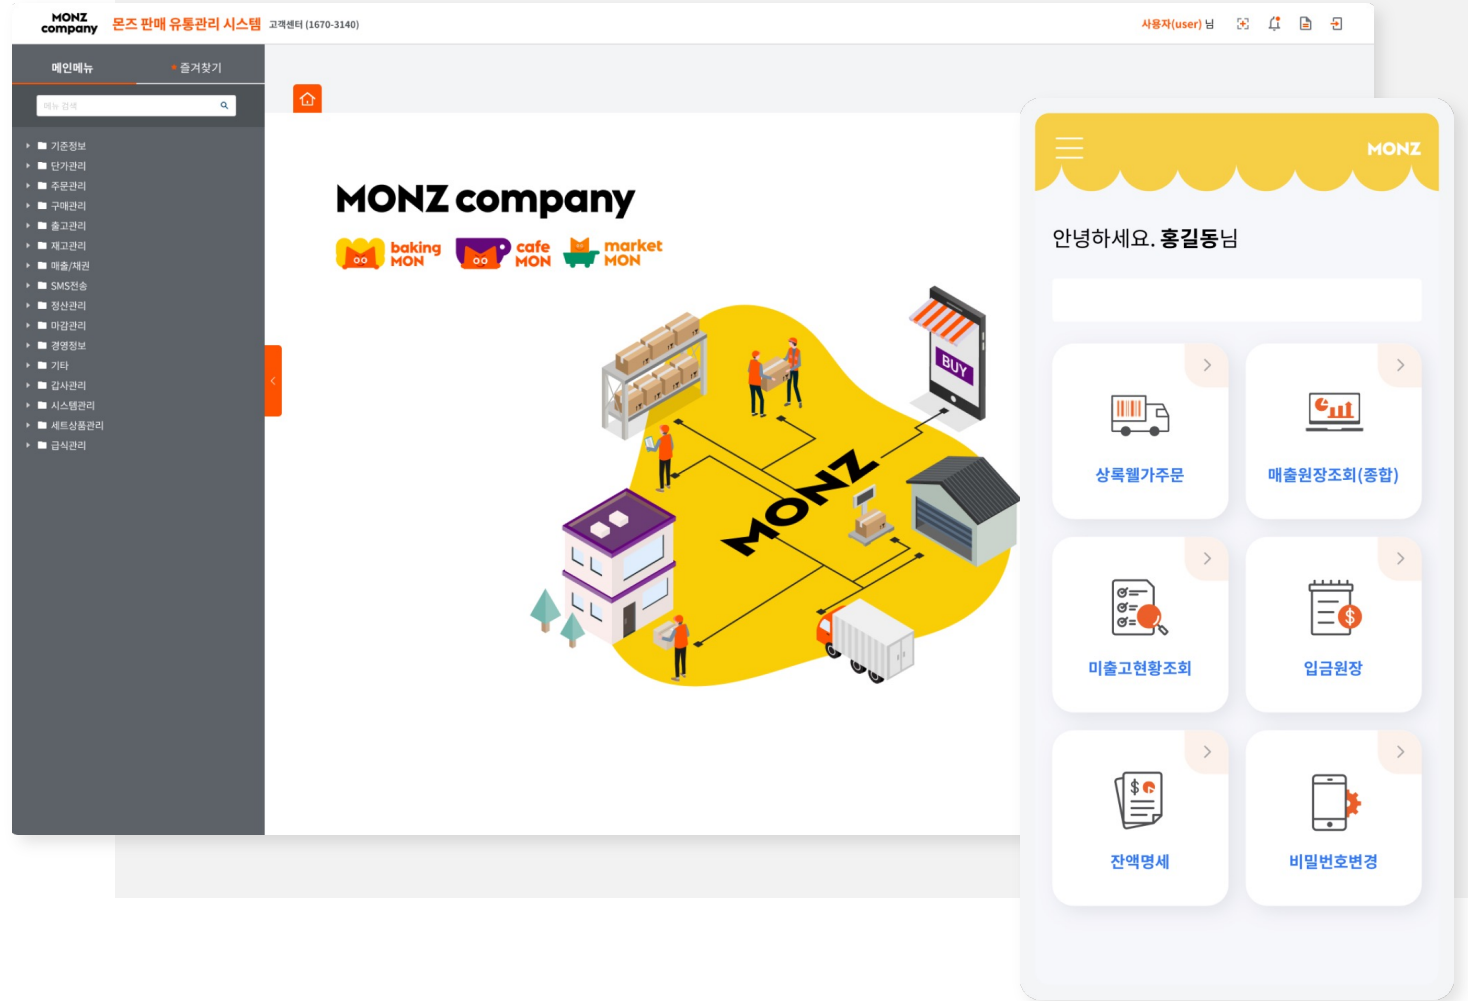 MONZ
company
몬즈 판매 유통관리 시스템
고객센터 (1670-3140)
사용자(user) 님
메인메뉴
즐겨찾기
메뉴 검색
기준정보
단가관리
주문관리
구매관리
출고관리
재고관리
매출/채권
SMS전송
정산관리
마감관리
경영정보
기타
감사관리
시스템관리
세트상품관리
급식관리
MONZ company
baking
MON
cafe
MON
market
MON
BUY
MONZ
MONZ
안녕하세요. 홍길동님
상록웰가주문
매출원장조회(종합)
미출고현황조회
입금원장
잔액명세
비밀번호변경